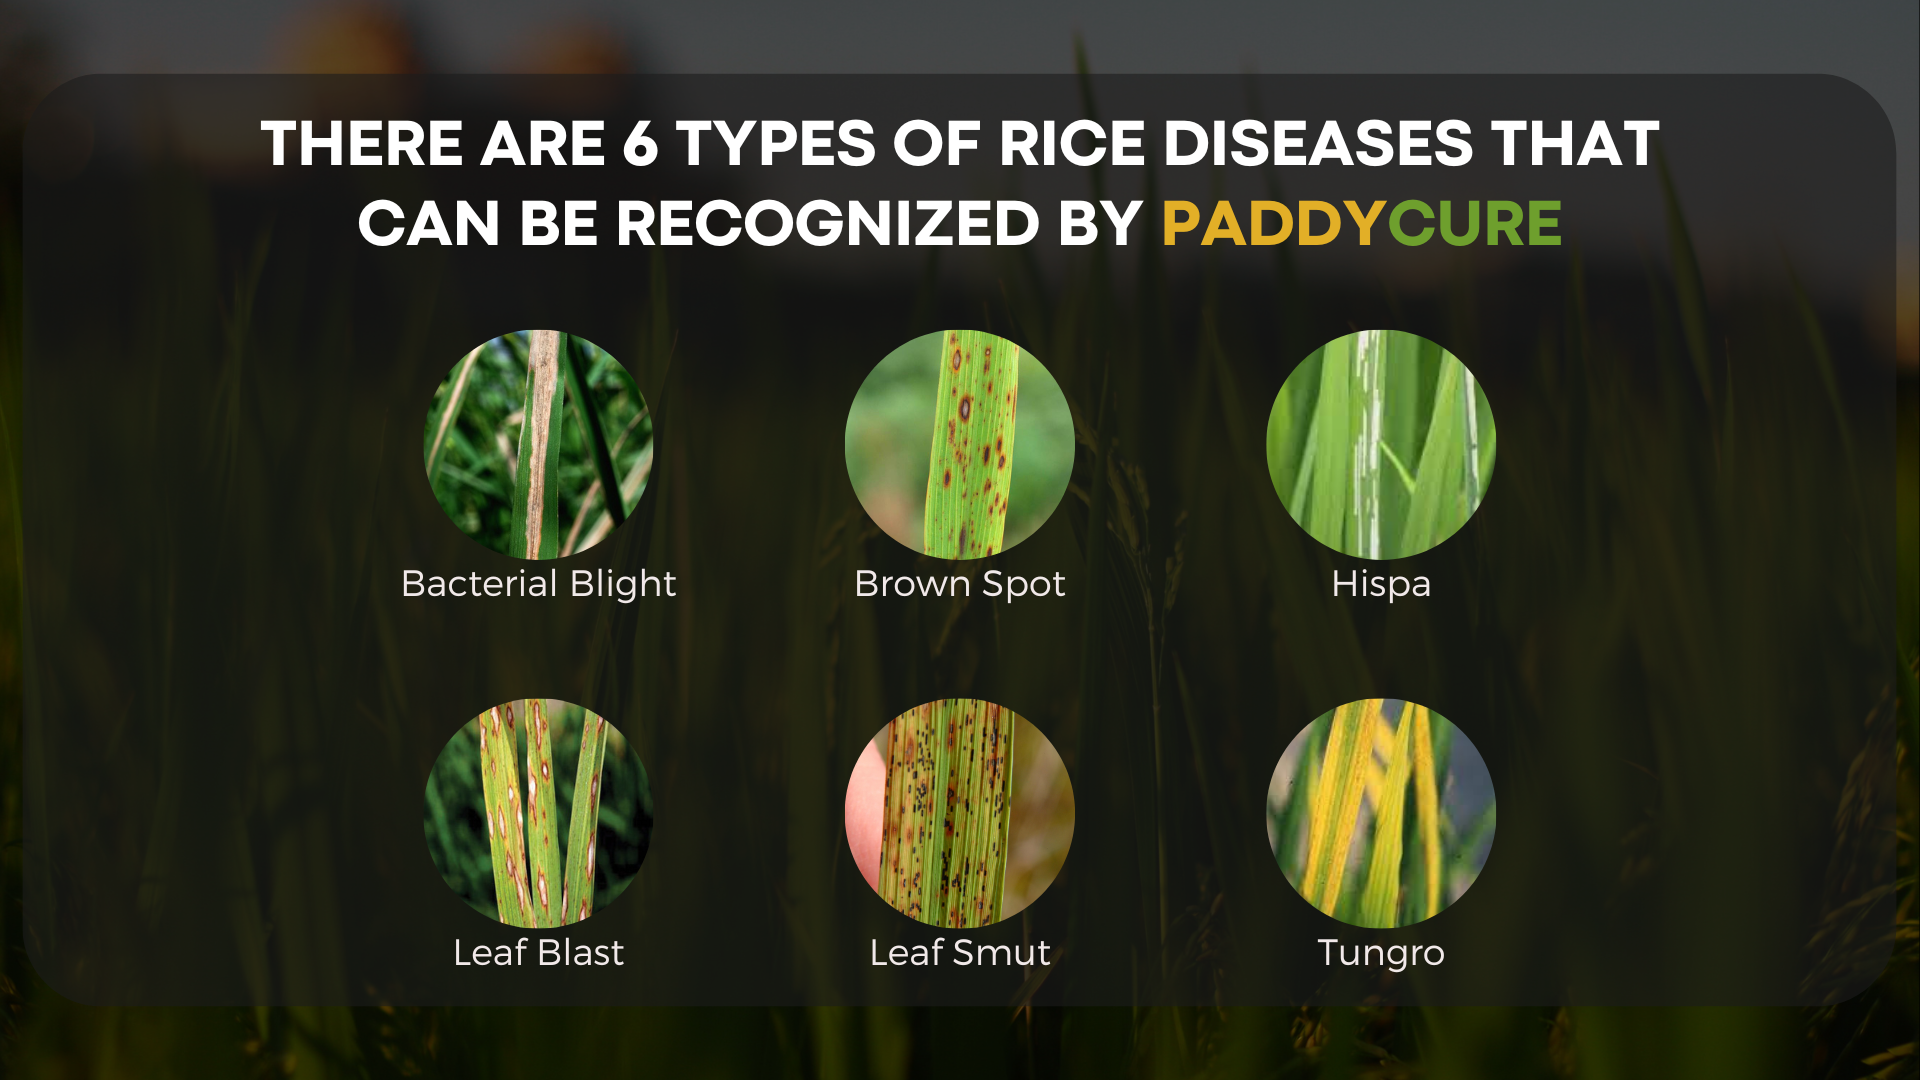 THERE ARE 6 TYPES OF RICE DISEASES THAT
CAN BE RECOGNIZED BY PADDYCURE
Bacterial Blight
Brown Spot
Hispa
Leaf Blast
Leaf Smut
Tungro